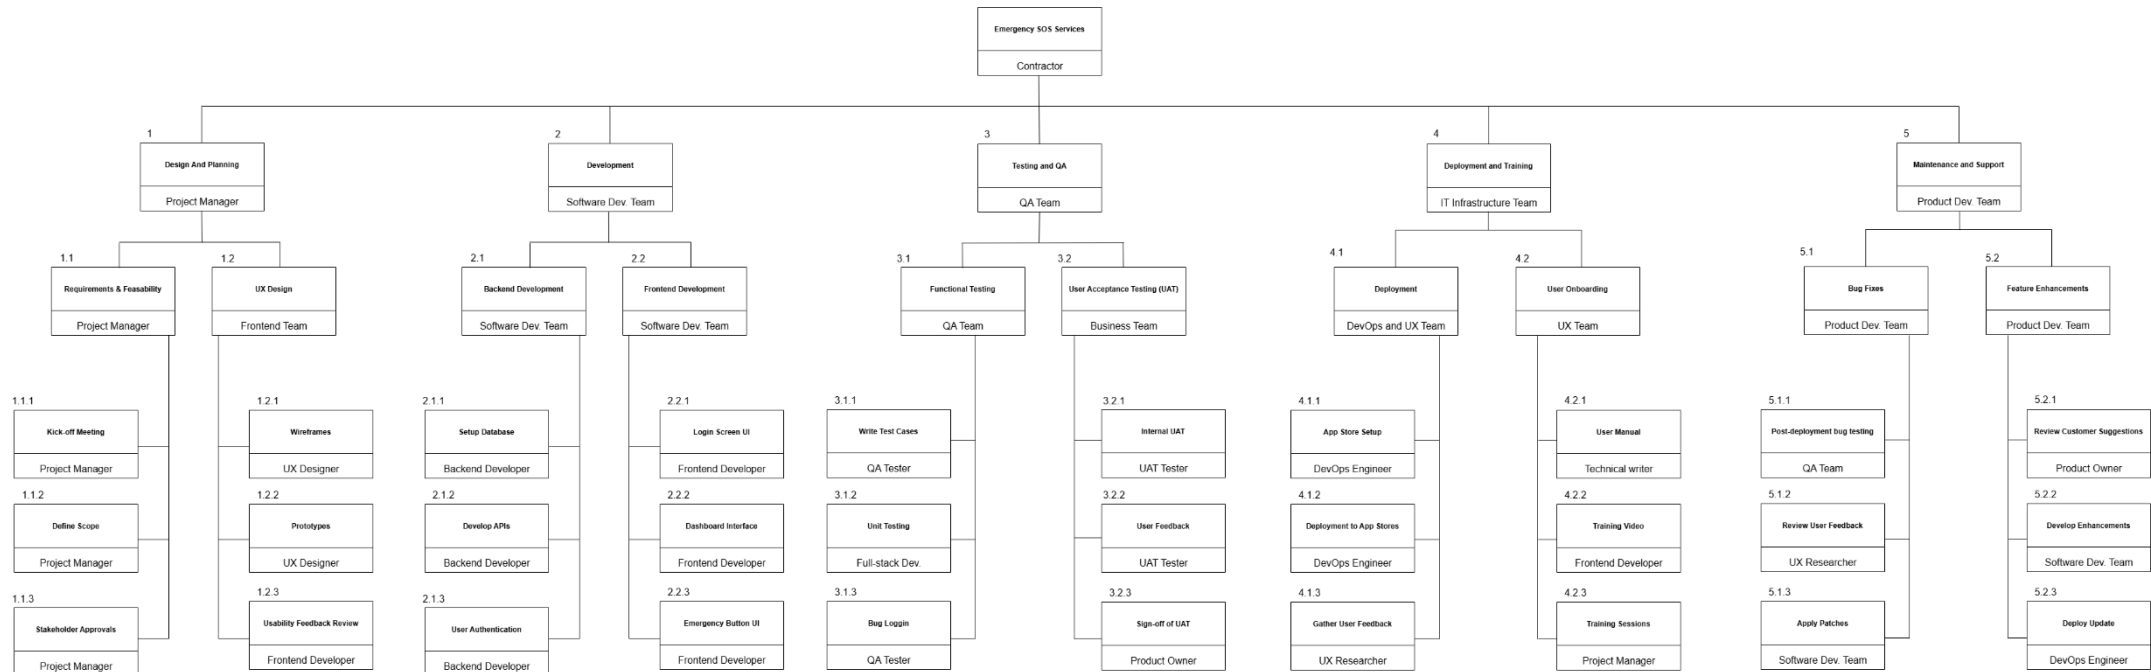 Emergency SOS Services
Contractor
1
Design And Planning
Project Manager
2
Development
Software Dev. Team
3
Testing and QA
QA Team
4
Deployment and Training
IT Infrastructure Team
5
Maintenance and Support
Product Dev. Team
1.1
Requirements & Feasability
Project Manager
1.2
UX Design
Frontend Team
2.1
Backend Development
Software Dev. Team
2.2
Frontend Development
Software Dev. Team
3.1
Functional Testing
QA Team
3.2
User Acceptance Testing (UAT)
Business Team
4.1
Deployment
DevOps and UX Team
4.2
User Onboarding
UX Team
5.1
Bug Fixes
Product Dev. Team
5.2
Feature Enhancements
Product Dev. Team
1.1.1
Kick-off Meeting
Project Manager
1.2.1
Wireframes
UX Designer
2.1.1
Setup Database
Backend Developer
2.2.1
Login Screen UI
Frontend Developer
3.1.1
Write Test Cases
QA Tester
3.2.1
Internal UAT
UAT Tester
4.1.1
App Store Setup
DevOps Engineer
4.2.1
User Manual
Technical writer
5.1.1
Post-deployment bug testing
QA Team
5.2.1
Review Customer Suggestions
Product Owner
1.1.2
Define Scope
Project Manager
1.2.2
Prototypes
UX Designer
2.1.2
Develop APIs
Backend Developer
2.2.2
Dashboard Interface
Frontend Developer
3.1.2
Unit Testing
Full-stack Dev.
3.2.2
User Feedback
UAT Tester
4.1.2
Deployment to App Stores
DevOps Engineer
4.2.2
Training Video
Frontend Developer
5.1.2
Review User Feedback
UX Researcher
5.2.2
Develop Enhancements
Software Dev. Team
1.1.3
Stakeholder Approvals
Project Manager
1.2.3
Usability Feedback Review
Frontend Developer
2.1.3
User Authentication
Backend Developer
2.2.3
Emergency Button UI
Frontend Developer
3.1.3
Bug Loggin
QA Tester
3.2.3
Sign-off of UAT
Product Owner
4.1.3
Gather User Feedback
UX Researcher
4.2.3
Training Sessions
Project Manager
5.1.3
Apply Patches
Software Dev. Team
5.2.3
Deploy Update
DevOps Engineer